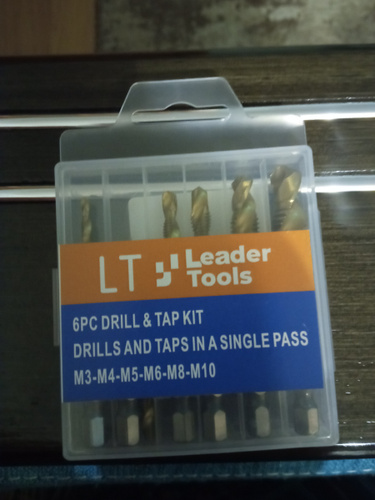 LT Leader
Tools
6PC DRILL & TAP KIT
DRILLS AND TAPS IN A SINGLE PASS
M3-M4-M5-M6-M8-M10